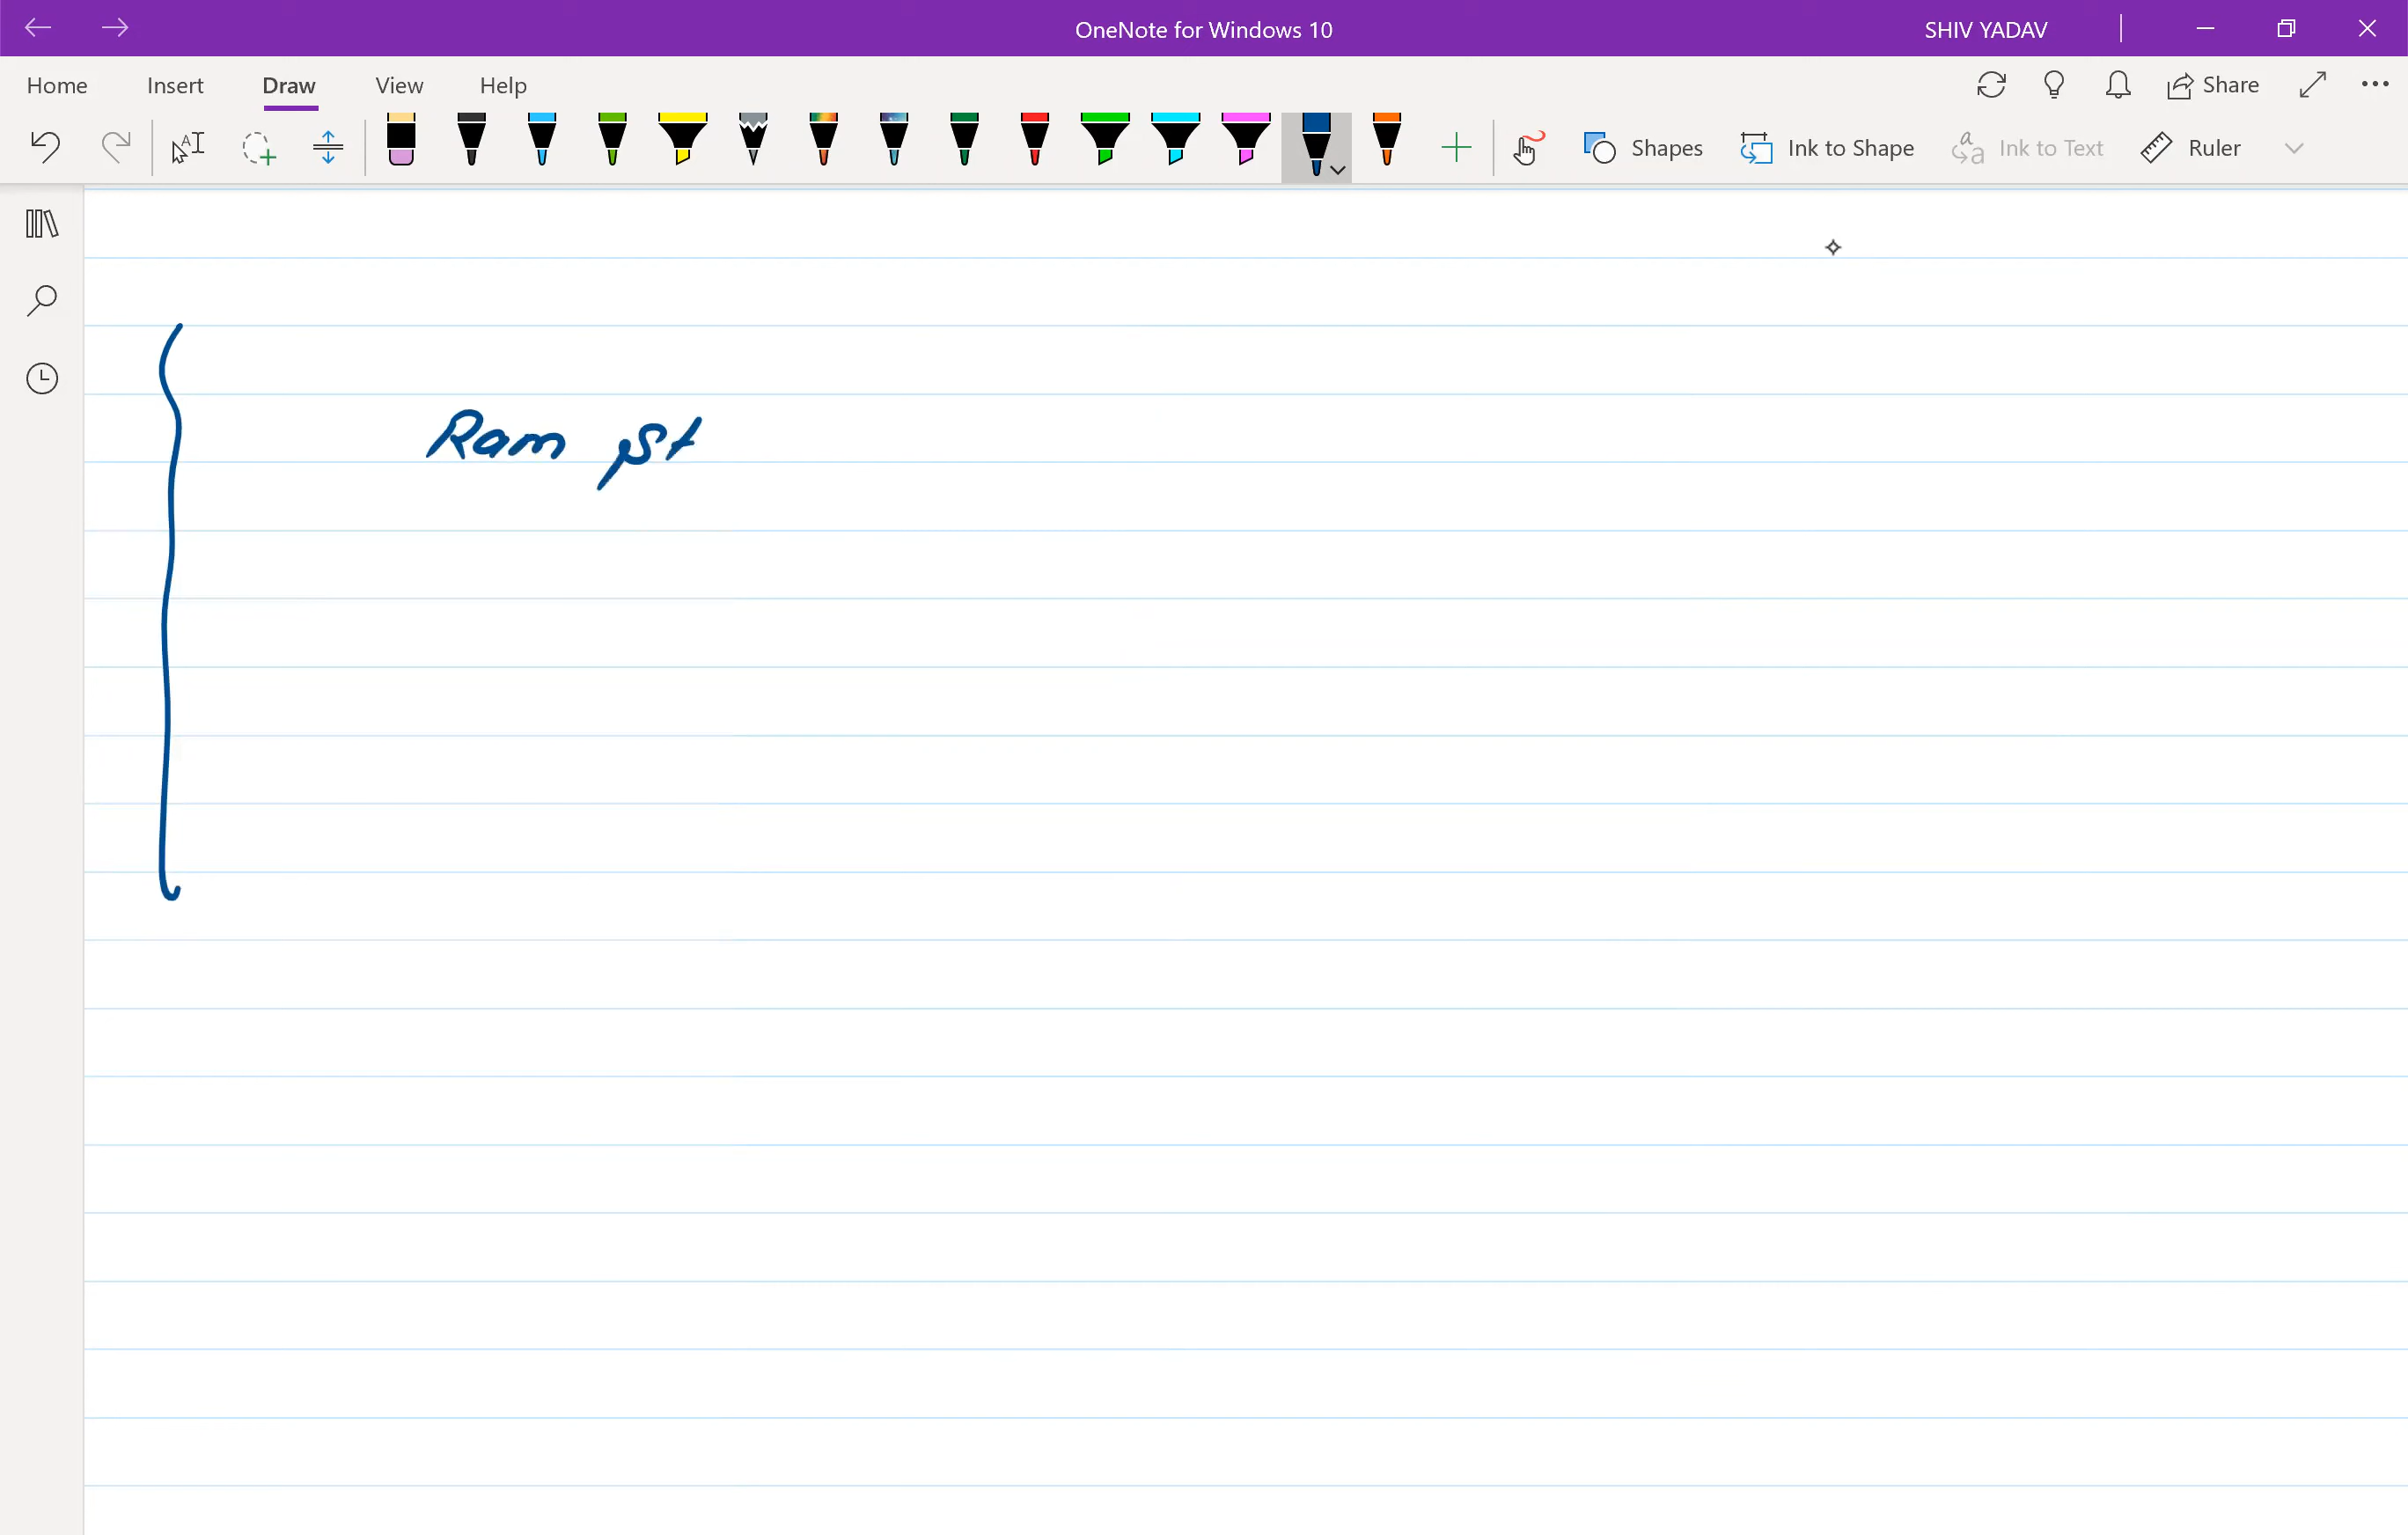 OneNote for Windows 10
SHIV YADAV
Home Insert Draw View Help
Share
Shapes Ink to Shape Ink to Text Ruler
Ram